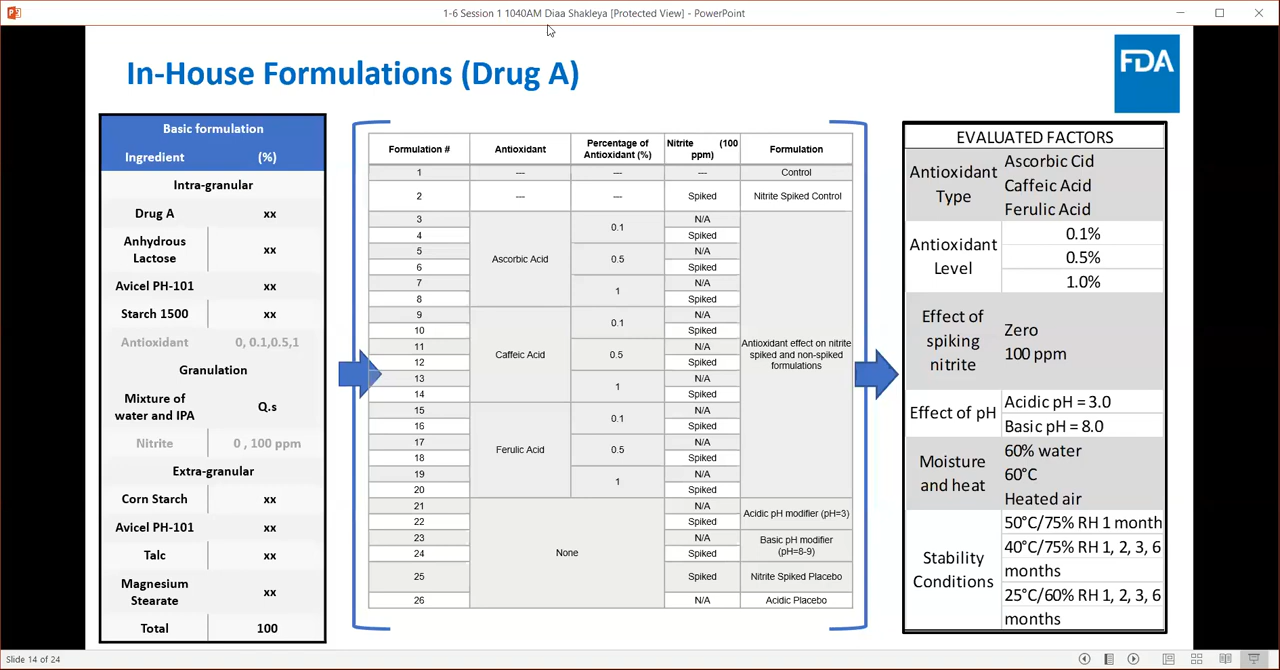 1-6 Session 1 1040AM Diaa Shakleya [Protected View] - PowerPoint
In-House Formulations (Drug A)
FDA
Basic formulation
Ingredient (%)
Intra-granular
Drug A xx
Anhydrous
Lactose xx
Avicel PH-101 xx
Starch 1500 xx
Antioxidant 0, 0.1,0.5,1
Granulation
Mixture of
water and IPA Q.s
Nitrite 0 , 100 ppm
Extra-granular
Corn Starch xx
Avicel PH-101 xx
Talc xx
Magnesium
Stearate xx
Total 100
Formulation # Antioxidant Percentage of Antioxidant (%) Nitrite (100 ppm) Formulation
1 --- --- --- Control
2 --- --- Spiked Nitrite Spiked Control
3 N/A
0.1
4 Spiked
5 N/A
Ascorbic Acid 0.5
6 Spiked
7 N/A
1
8 Spiked
9 N/A
0.1
10 Spiked
11 N/A
Antioxidant effect on nitrite
spiked and non-spiked
formulations
Caffeic Acid 0.5
12 Spiked
13 N/A
1
14 Spiked
15 N/A
0.1
16 Spiked
17 N/A
Ferulic Acid 0.5
18 Spiked
19 N/A
1
20 Spiked
21 N/A
Acidic pH modifier (pH=3)
22 Spiked
23 N/A
Basic pH modifier
(pH=8-9)
24 Spiked
None
25 Spiked Nitrite Spiked Placebo
26 N/A Acidic Placebo
EVALUATED FACTORS
Antioxidant
Type
Ascorbic Cid
Caffeic Acid
Ferulic Acid
Antioxidant
Level
0.1%
0.5%
1.0%
Effect of
spiking
nitrite
Zero
100 ppm
Effect of pH
Acidic pH = 3.0
Basic pH = 8.0
Moisture
and heat
60% water
60°C
Heated air
Stability
Conditions
50°C/75% RH 1 month
40°C/75% RH 1, 2, 3, 6
months
25°C/60% RH 1, 2, 3, 6
months
Slide 14 of 24